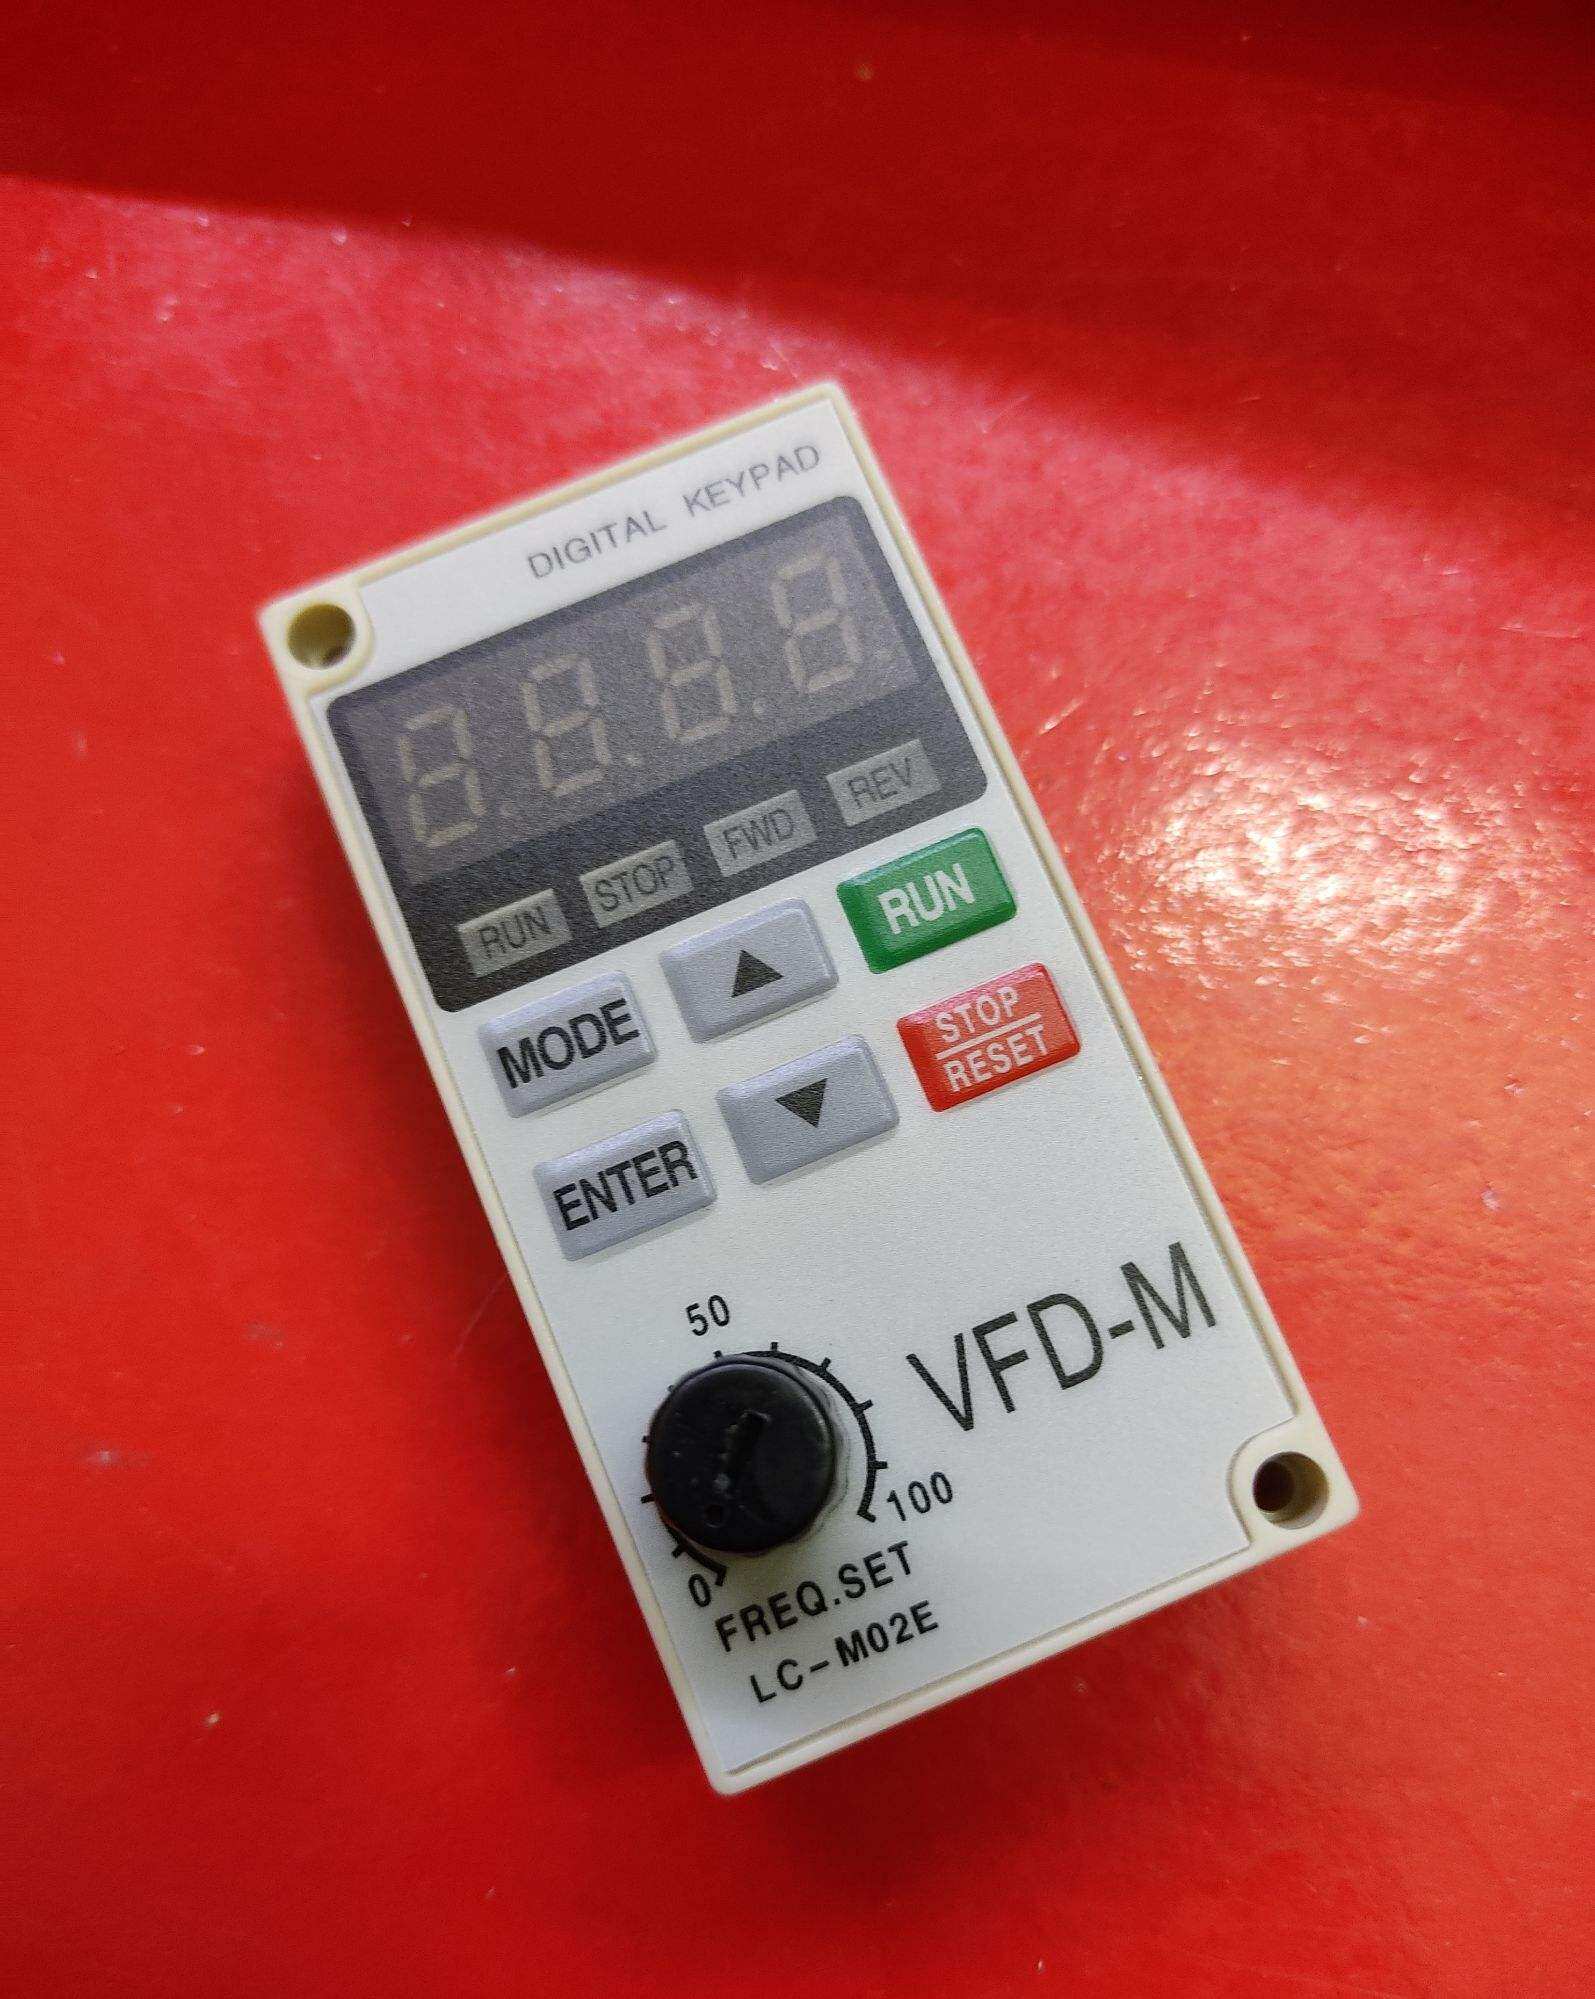 DIGITAL KEYPAD
RUN STOP FWD REV
MODE ▲ RUN
ENTER ▼ STOP
RESET
50
VFD-M
0 100
FREQ.SET
LC-M02E